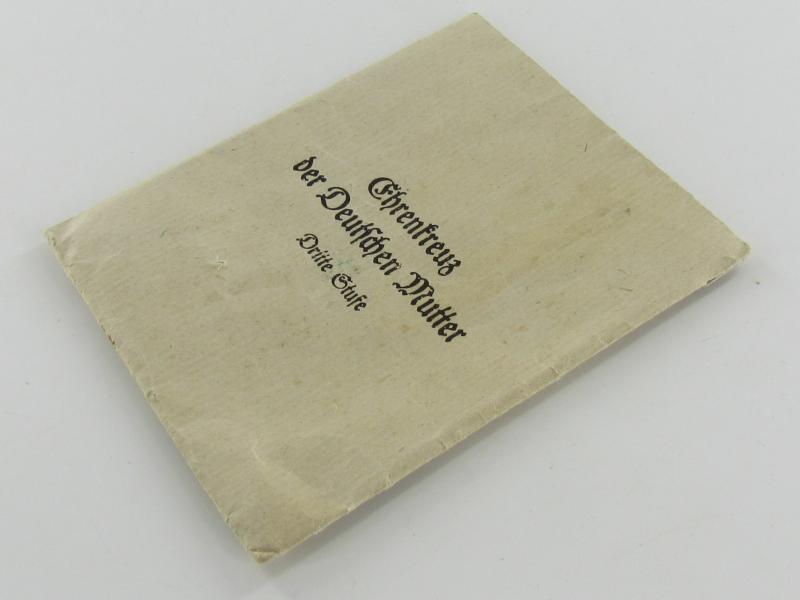 Ehrenkreuz
der Deutschen Mutter
Dritte Stufe